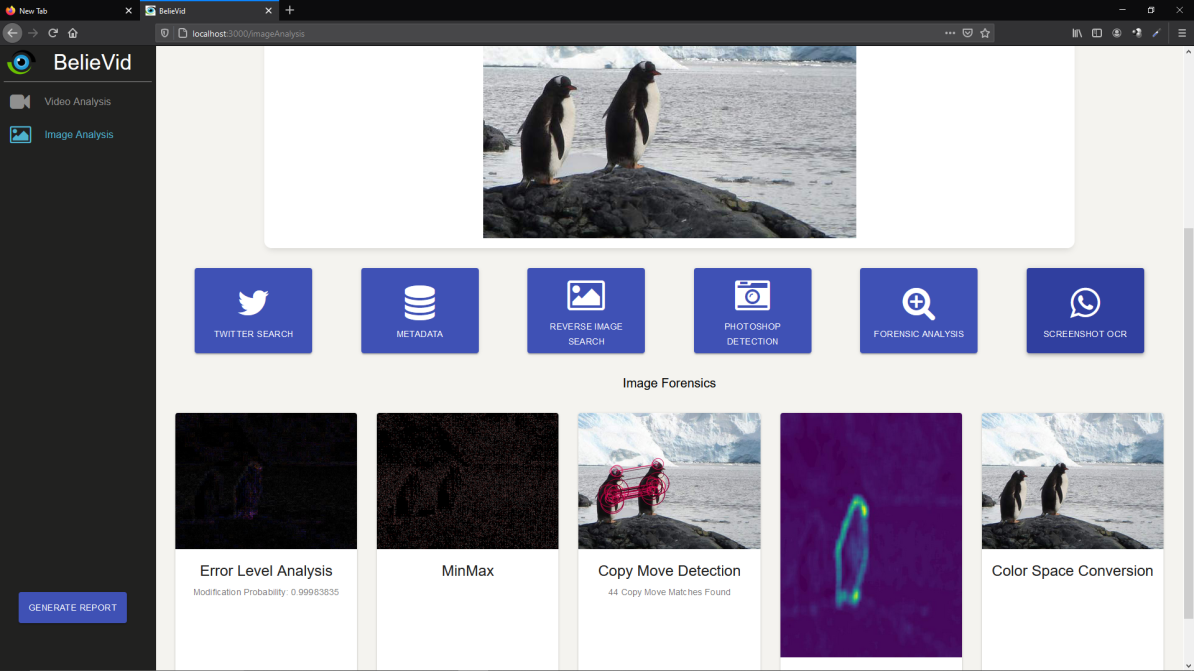 New Tab
BelieVid
localhost:3000/imageAnalysis
BelieVid
Video Analysis
Image Analysis
TWITTER SEARCH
METADATA
REVERSE IMAGE
SEARCH
PHOTOSHOP
DETECTION
FORENSIC ANALYSIS
SCREENSHOT OCR
Image Forensics
Error Level Analysis
Modification Probability: 0.99983835
MinMax
Copy Move Detection
44 Copy Move Matches Found
Color Space Conversion
GENERATE REPORT